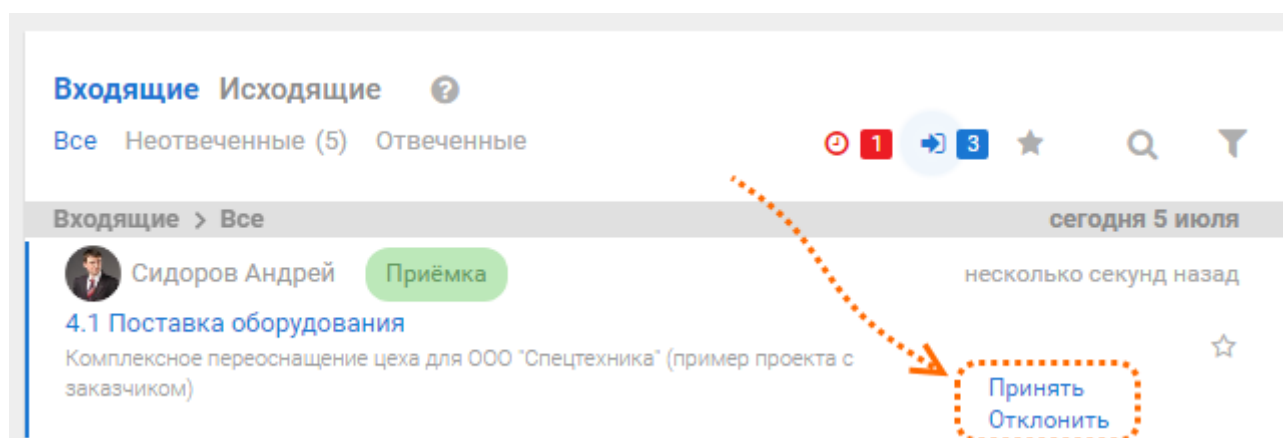 Входящие Исходящие ?
Все Неотвеченные (5) Отвеченные 1 3
Входящие > Все сегодня 5 июля
Сидоров Андрей Приёмка несколько секунд назад
4.1 Поставка оборудования
Комплексное переоснащение цеха для ООО "Спецтехника" (пример проекта с
заказчиком)
Принять
Отклонить